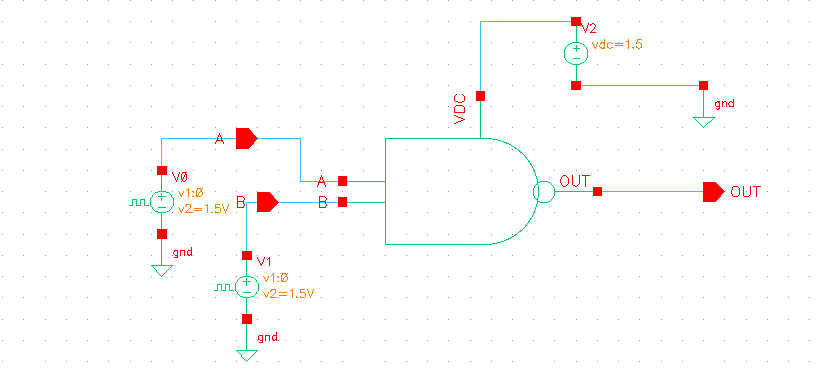 V2
vdc=1.5
VDC
gnd
A
A
V0
v1:0
v2=1.5V
B
B
OUT
OUT
gnd
V1
v1:0
v2=1.5V
gnd